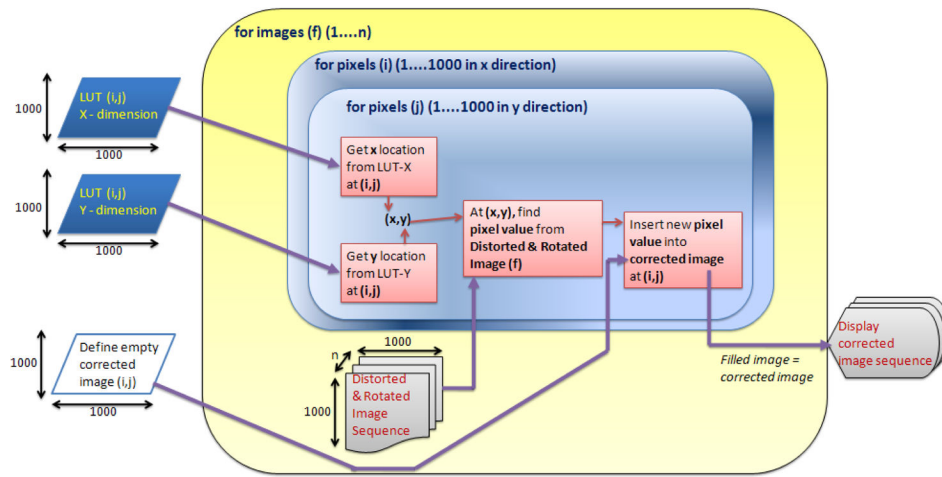 for images (f) (1....n)
for pixels (i) (1....1000 in x direction)
for pixels (j) (1....1000 in y direction)
1000
LUT (i,j)
X - dimension
1000
Get x location
from LUT-X
at (i,j)
(x,y)
1000
LUT (i,j)
Y - dimension
1000
Get y location
from LUT-Y
at (i,j)
At (x,y), find
pixel value from
Distorted & Rotated
Image (f)
Insert new pixel
value into
corrected image
at (i,j)
1000
Define empty
corrected
image (i,j)
1000
n
1000
1000
Distorted
& Rotated
Image
Sequence
Filled image =
corrected image
Display
corrected
image sequence